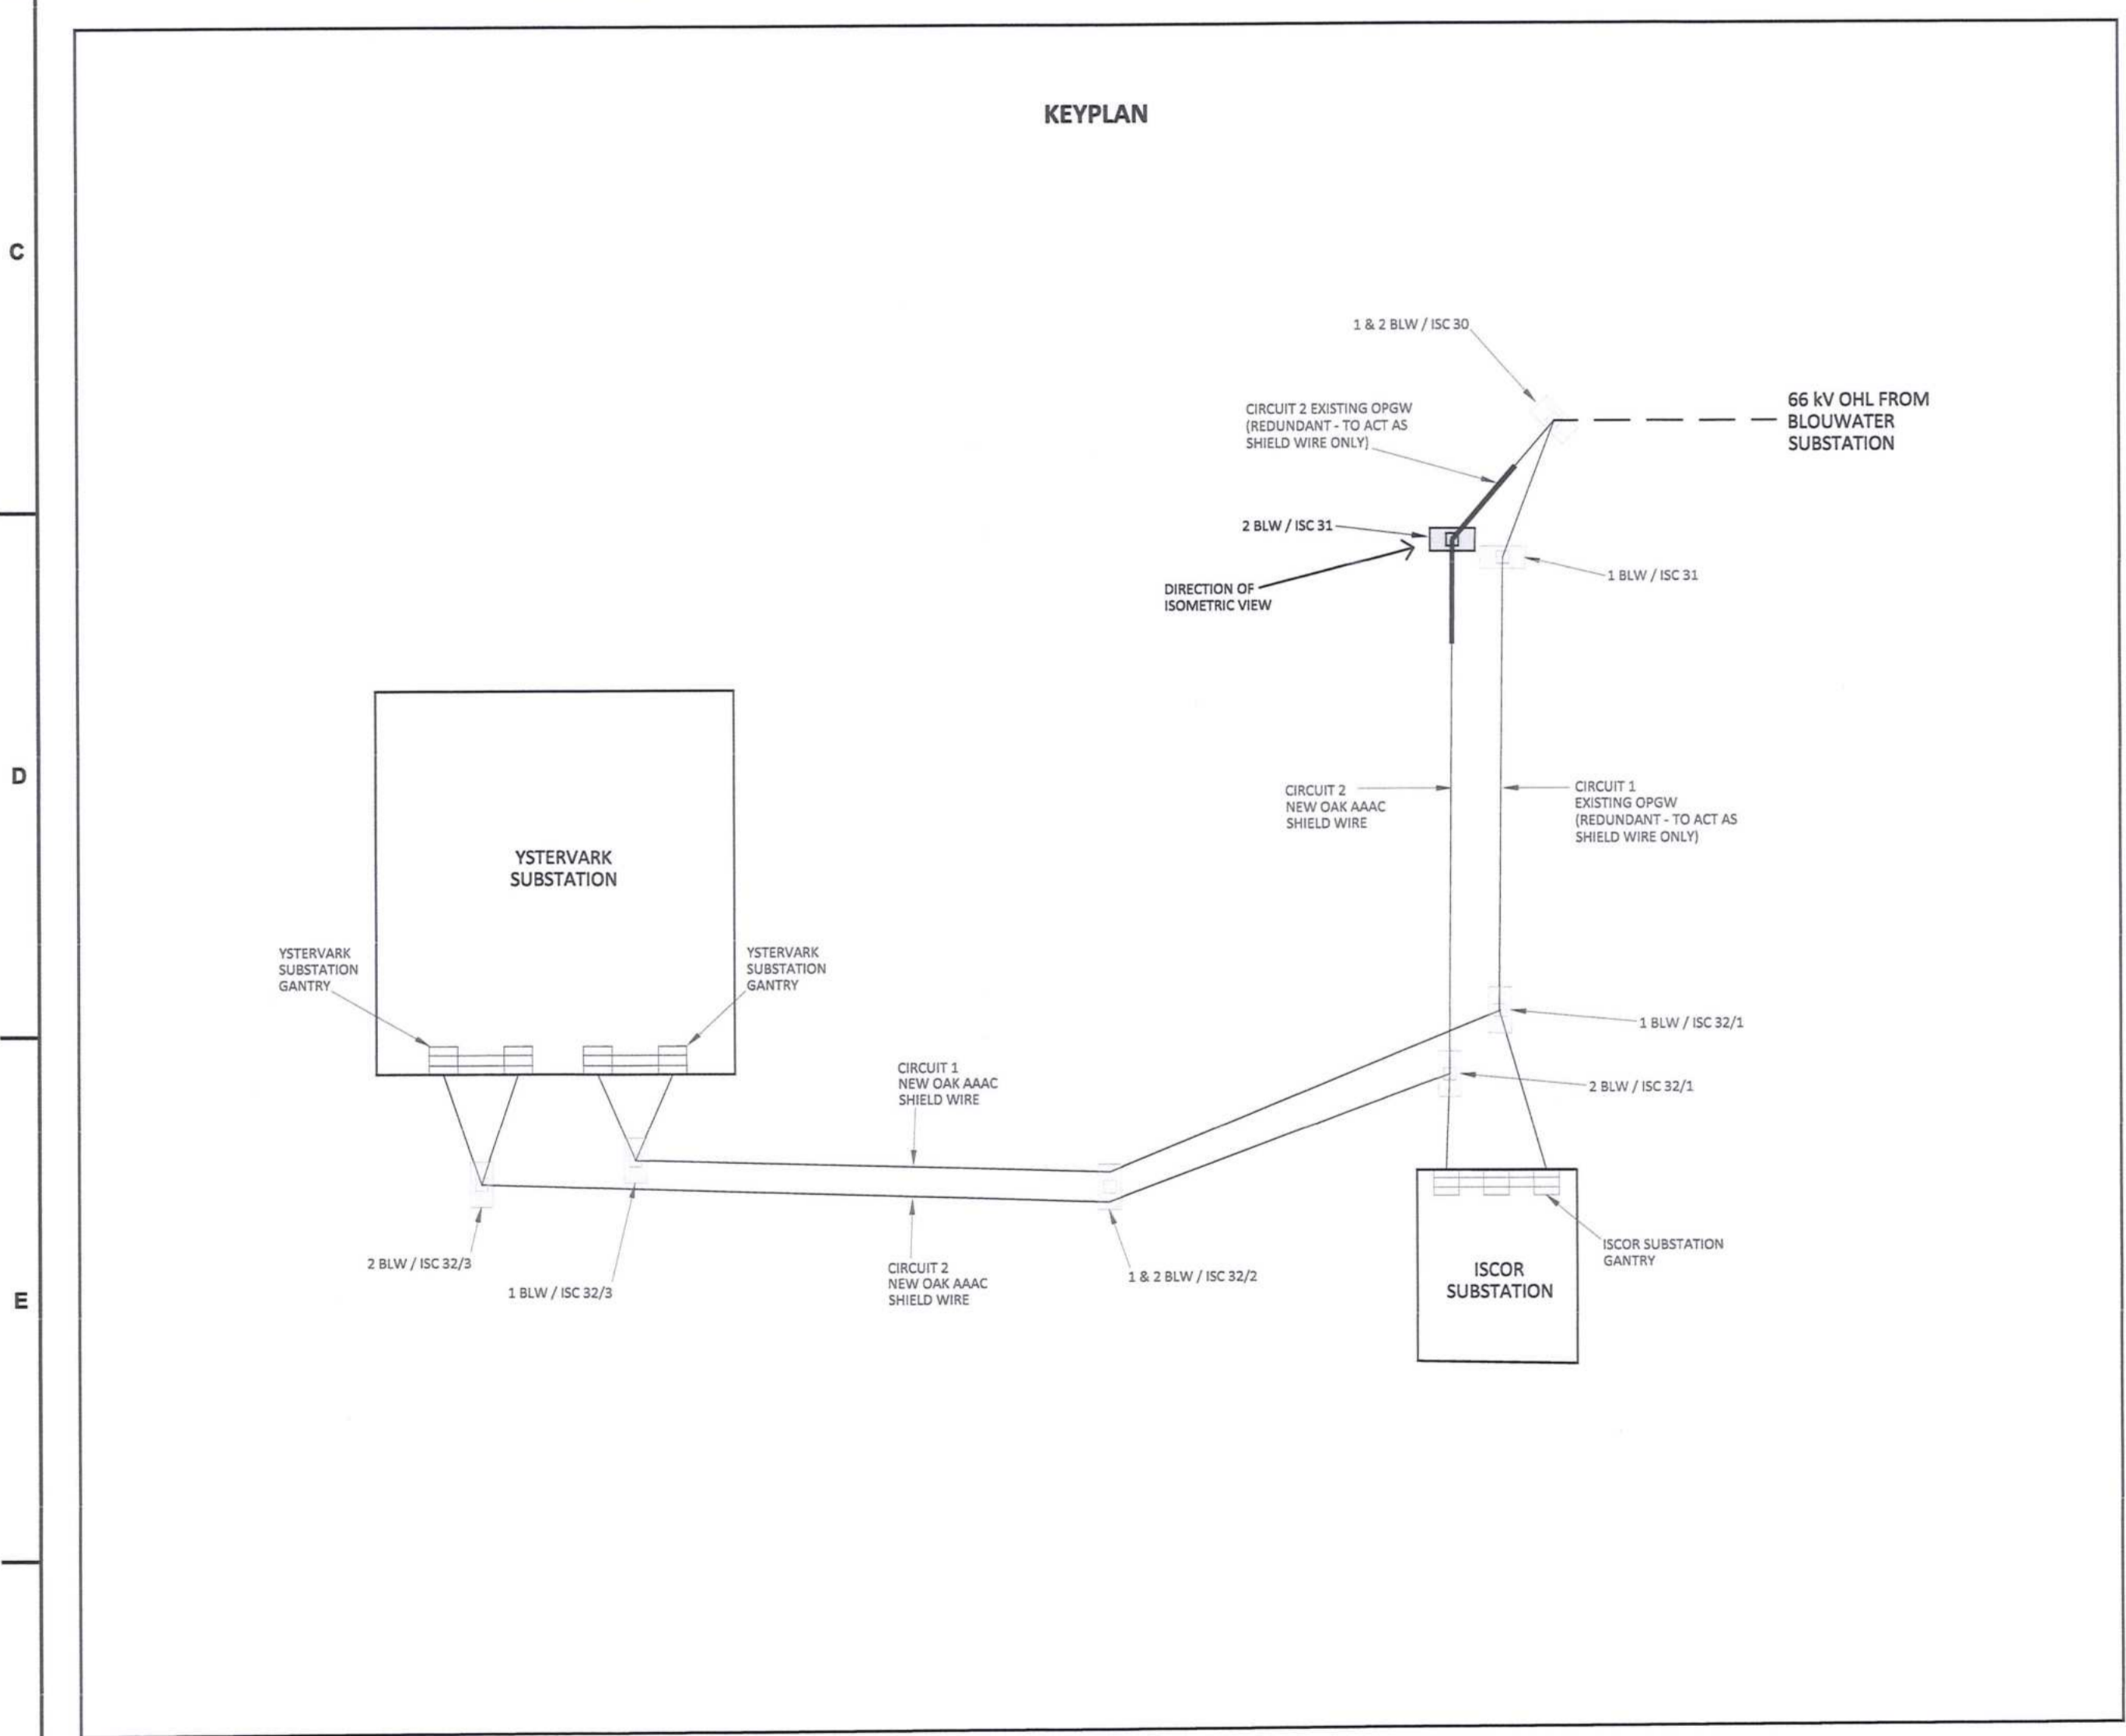 KEYPLAN
C
1 & 2 BLW / ISC 30
66 kV OHL FROM
BLOUWATER
SUBSTATION
CIRCUIT 2 EXISTING OPGW
(REDUNDANT - TO ACT AS
SHIELD WIRE ONLY)
2 BLW / ISC 31
1 BLW / ISC 31
DIRECTION OF
ISOMETRIC VIEW
D
CIRCUIT 2
NEW OAK AAAC
SHIELD WIRE
CIRCUIT 1
EXISTING OPGW
(REDUNDANT - TO ACT AS
SHIELD WIRE ONLY)
YSTERVARK
SUBSTATION
YSTERVARK
SUBSTATION
GANTRY
YSTERVARK
SUBSTATION
GANTRY
1 BLW / ISC 32/1
CIRCUIT 1
NEW OAK AAAC
SHIELD WIRE
2 BLW / ISC 32/1
2 BLW / ISC 32/3
1 BLW / ISC 32/3
CIRCUIT 2
NEW OAK AAAC
SHIELD WIRE
1 & 2 BLW / ISC 32/2
ISCOR SUBSTATION
GANTRY
ISCOR
SUBSTATION
E